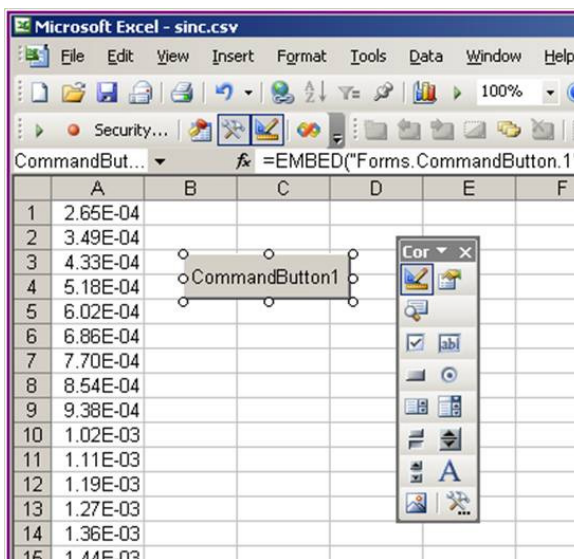 Microsoft Excel - sinc.csv
File Edit View Insert Format Tools Data Window Help
100%
Security...
CommandBut... fx =EMBED("Forms.CommandButton.1"
A B C D E F
1 2.65E-04
2 3.49E-04
3 4.33E-04
4 5.18E-04
5 6.02E-04
6 6.86E-04
7 7.70E-04
8 8.54E-04
9 9.38E-04
10 1.02E-03
11 1.11E-03
12 1.19E-03
13 1.27E-03
14 1.36E-03
15 1.44E-03
CommandButton1
Cor
abl
A